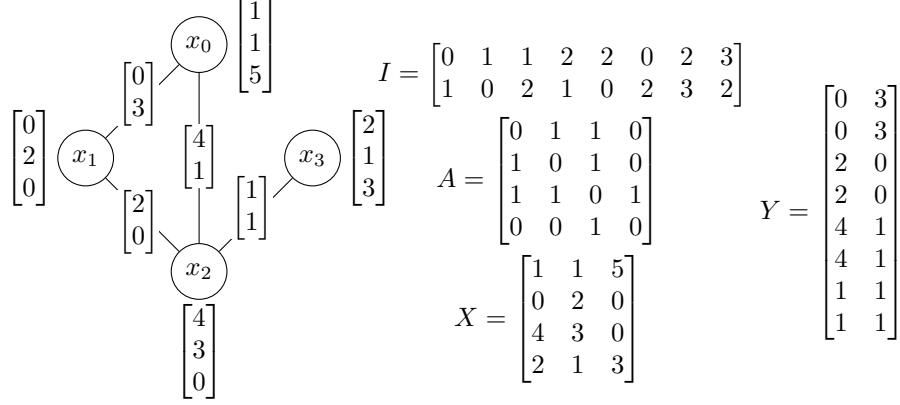 x₀
[1 1 5]
[0 3]
[0 2 0]
x₁
[4 1]
x₃
[2 1 3]
[2 0]
[1 1]
x₂
[4 3 0]
I = [0 1 1 2 2 0 2 3
1 0 2 1 0 2 3 2]
A = [0 1 1 0
1 0 1 0
1 1 0 1
0 0 1 0]
X = [1 1 5
0 2 0
4 3 0
2 1 3]
Y = [0 3
0 3
2 0
2 0
4 1
4 1
1 1
1 1]